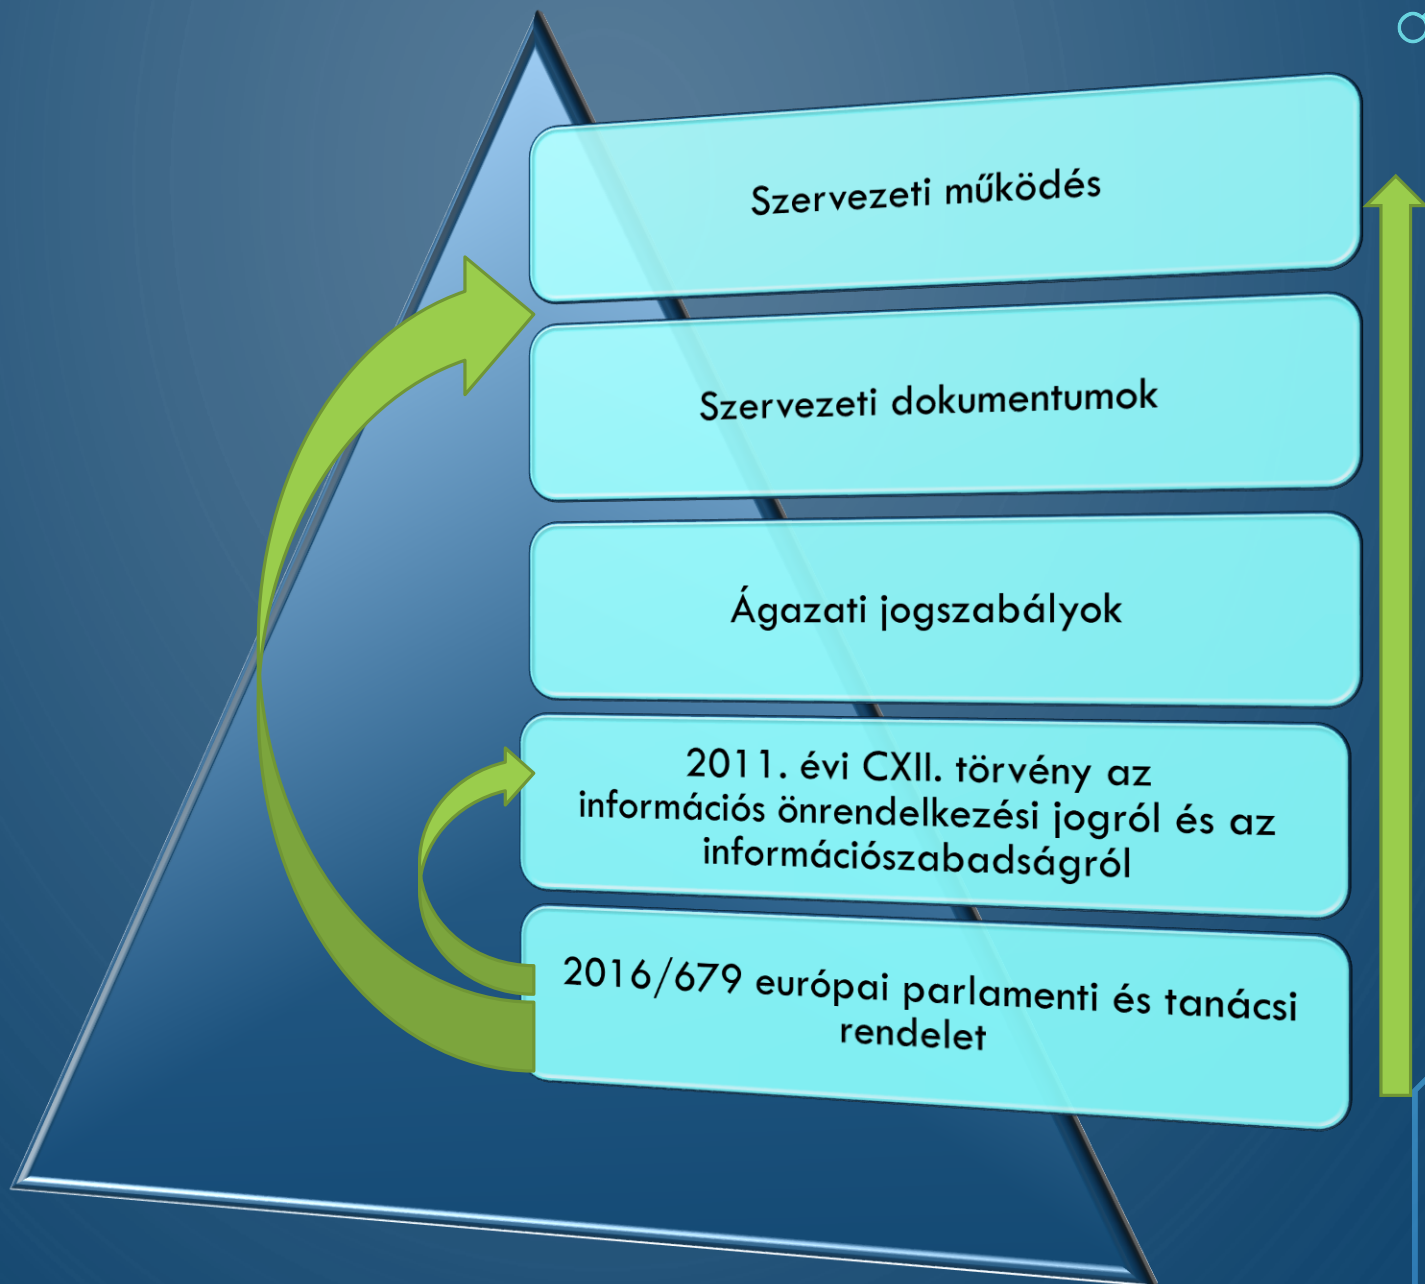 Szervezeti működés
Szervezeti dokumentumok
Ágazati jogszabályok
2011. évi CXII. törvény az
információs önrendelkezési jogról és az
információszabadságról
2016/679 európai parlamenti és tanácsi
rendelet